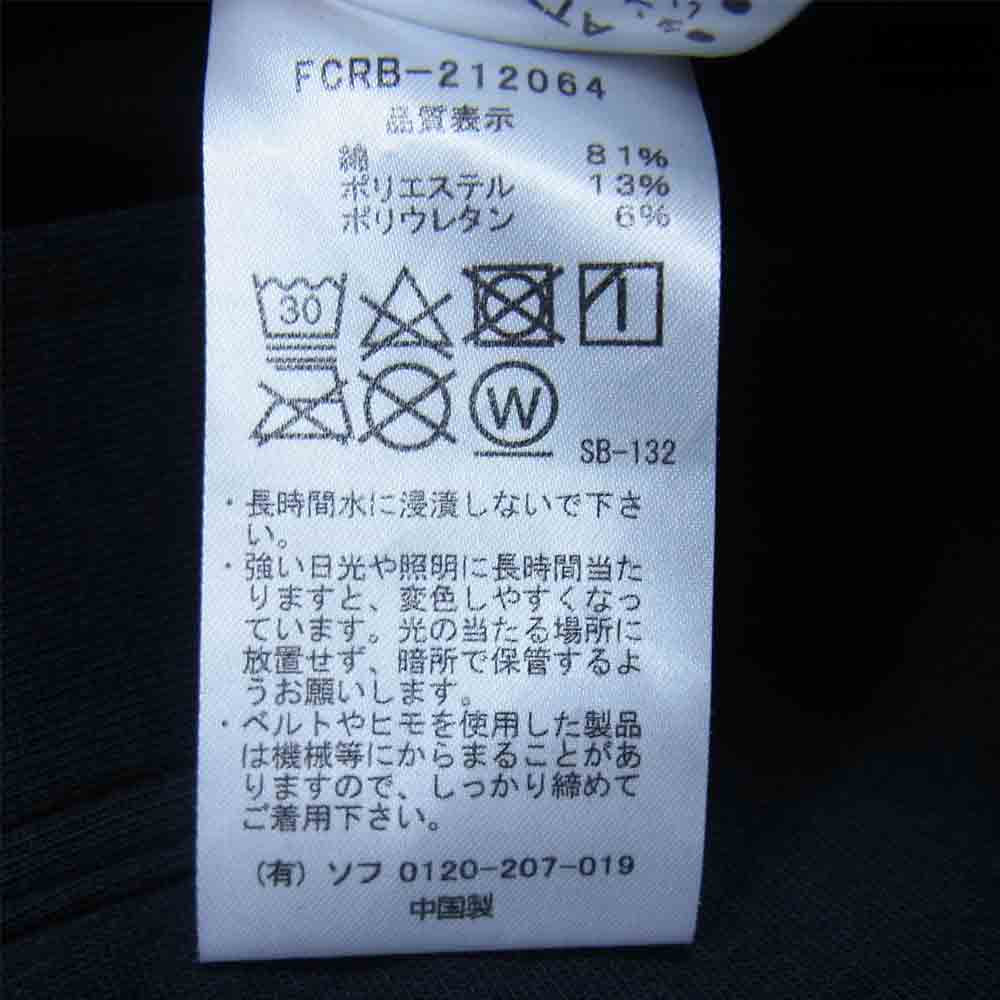 FCRB-212064
品質表示
綿 81%
ポリエステル 13%
ポリウレタン 6%
30
W
SB-132
・長時間水に浸漬しないで下さ
い。
・強い日光や照明に長時間当た
りますと、変色しやすくなっ
ています。光の当たる場所に
放置せず、暗所で保管するよ
うお願いします。
・ベルトやヒモを使用した製品
は機械等にからまることがあ
りますので、しっかり締めて
ご着用下さい。
(有) ソフ 0120-207-019
中国製